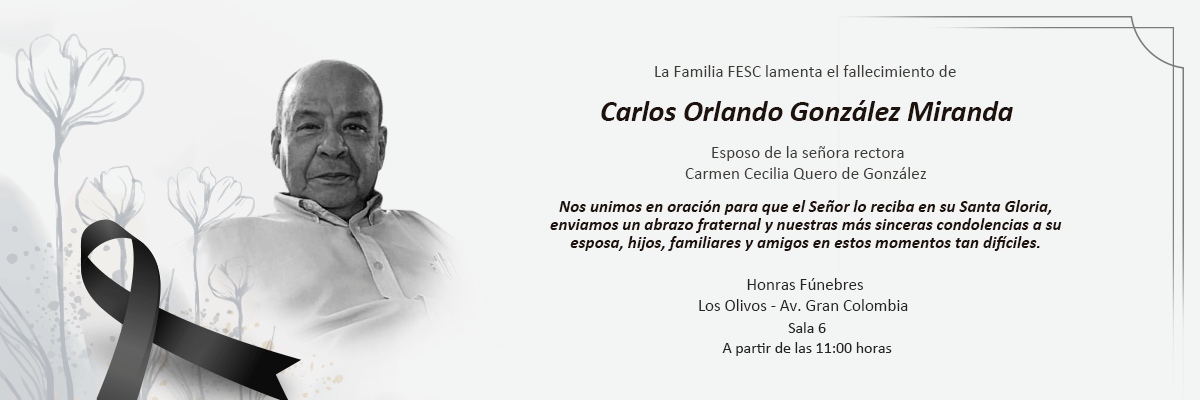 La Familia FESC lamenta el fallecimiento de
Carlos Orlando González Miranda
Esposo de la señora rectora
Carmen Cecilia Quero de González
Nos unimos en oración para que el Señor lo reciba en su Santa Gloria,
enviamos un abrazo fraternal y nuestras más sinceras condolencias a su
esposa, hijos, familiares y amigos en estos momentos tan difíciles.
Honras Fúnebres
Los Olivos - Av. Gran Colombia
Sala 6
A partir de las 11:00 horas